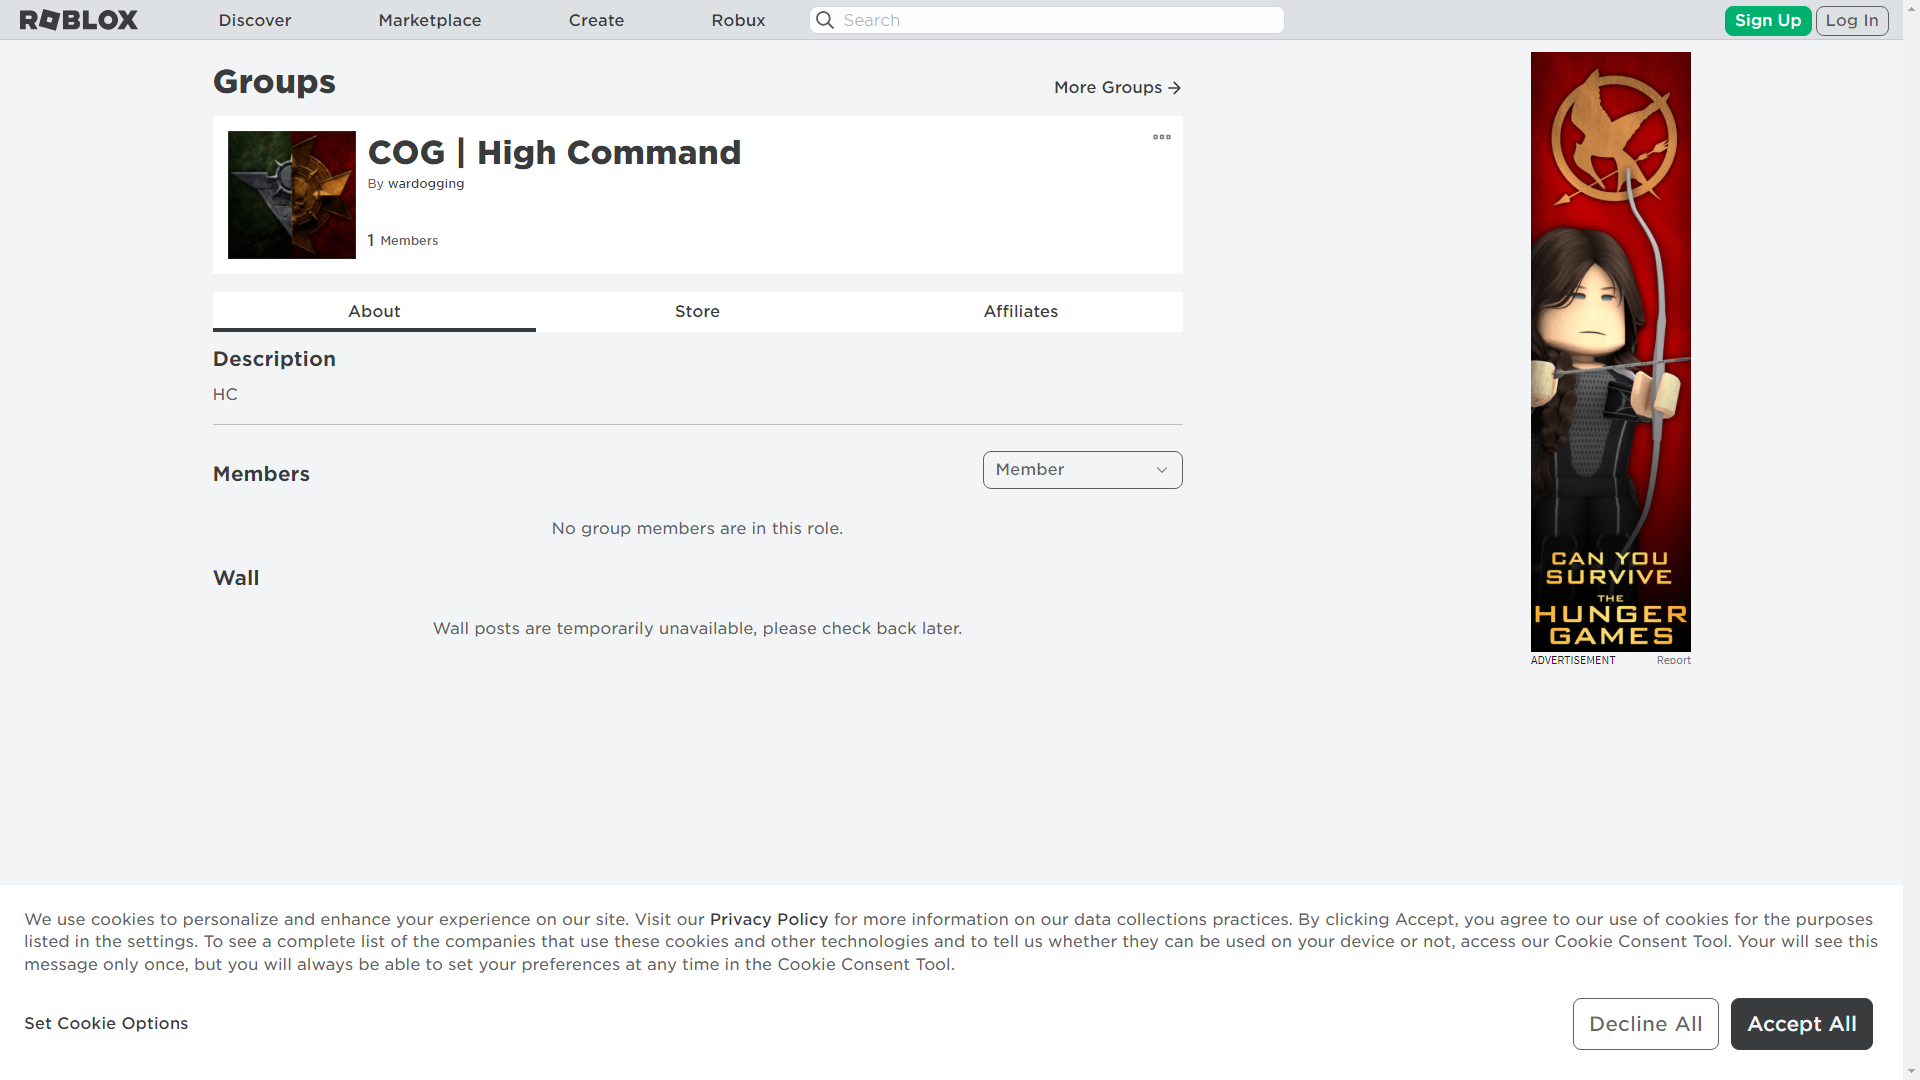 ROBLOX
Discover
Marketplace
Create
Robux
Search
Sign Up
Log In
Groups
More Groups
COG | High Command
By wardogging
1 Members
About
Store
Affiliates
Description
HC
Members
Member
No group members are in this role.
Wall
Wall posts are temporarily unavailable, please check back later.
CAN YOU
SURVIVE
THE
HUNGER
GAMES
ADVERTISEMENT
Report
We use cookies to personalize and enhance your experience on our site. Visit our Privacy Policy for more information on our data collections practices. By clicking Accept, you agree to our use of cookies for the purposes
listed in the settings. To see a complete list of the companies that use these cookies and other technologies and to tell us whether they can be used on your device or not, access our Cookie Consent Tool. Your will see this
message only once, but you will always be able to set your preferences at any time in the Cookie Consent Tool.
Set Cookie Options
Decline All
Accept All